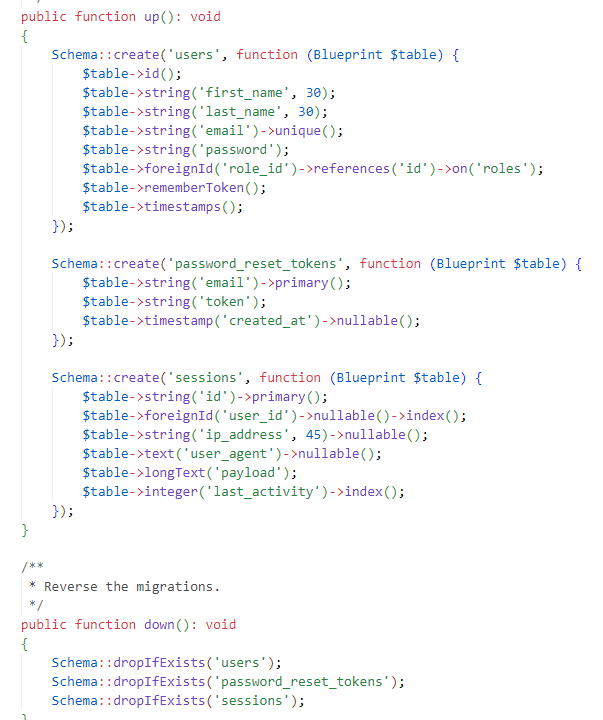 */
public function up(): void
{
    Schema::create('users', function (Blueprint $table) {
        $table->id();
        $table->string('first_name', 30);
        $table->string('last_name', 30);
        $table->string('email')->unique();
        $table->string('password');
        $table->foreignId('role_id')->references('id')->on('roles');
        $table->rememberToken();
        $table->timestamps();
    });

    Schema::create('password_reset_tokens', function (Blueprint $table) {
        $table->string('email')->primary();
        $table->string('token');
        $table->timestamp('created_at')->nullable();
    });

    Schema::create('sessions', function (Blueprint $table) {
        $table->string('id')->primary();
        $table->foreignId('user_id')->nullable()->index();
        $table->string('ip_address', 45)->nullable();
        $table->text('user_agent')->nullable();
        $table->longText('payload');
        $table->integer('last_activity')->index();
    });
}

/**
 * Reverse the migrations.
 */
public function down(): void
{
    Schema::dropIfExists('users');
    Schema::dropIfExists('password_reset_tokens');
    Schema::dropIfExists('sessions');
}